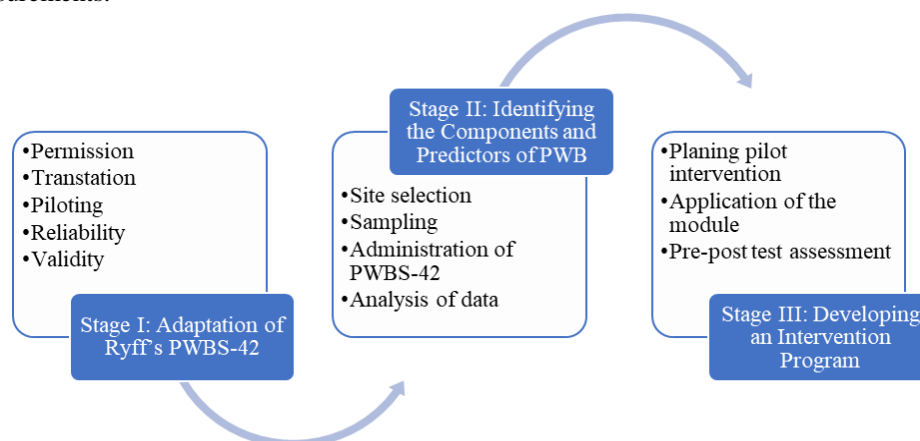 urements.
•Permission
•Transtation
•Piloting
•Reliability
•Validity
Stage I: Adaptation of
Ryff's PWBS-42
Stage II: Identifying
the Components and
Predictors of PWB
•Site selection
•Sampling
•Administration of
PWBS-42
•Analysis of data
•Planing pilot
intervention
•Application of the
module
•Pre-post test assessment
Stage III: Developing
an Intervention
Program